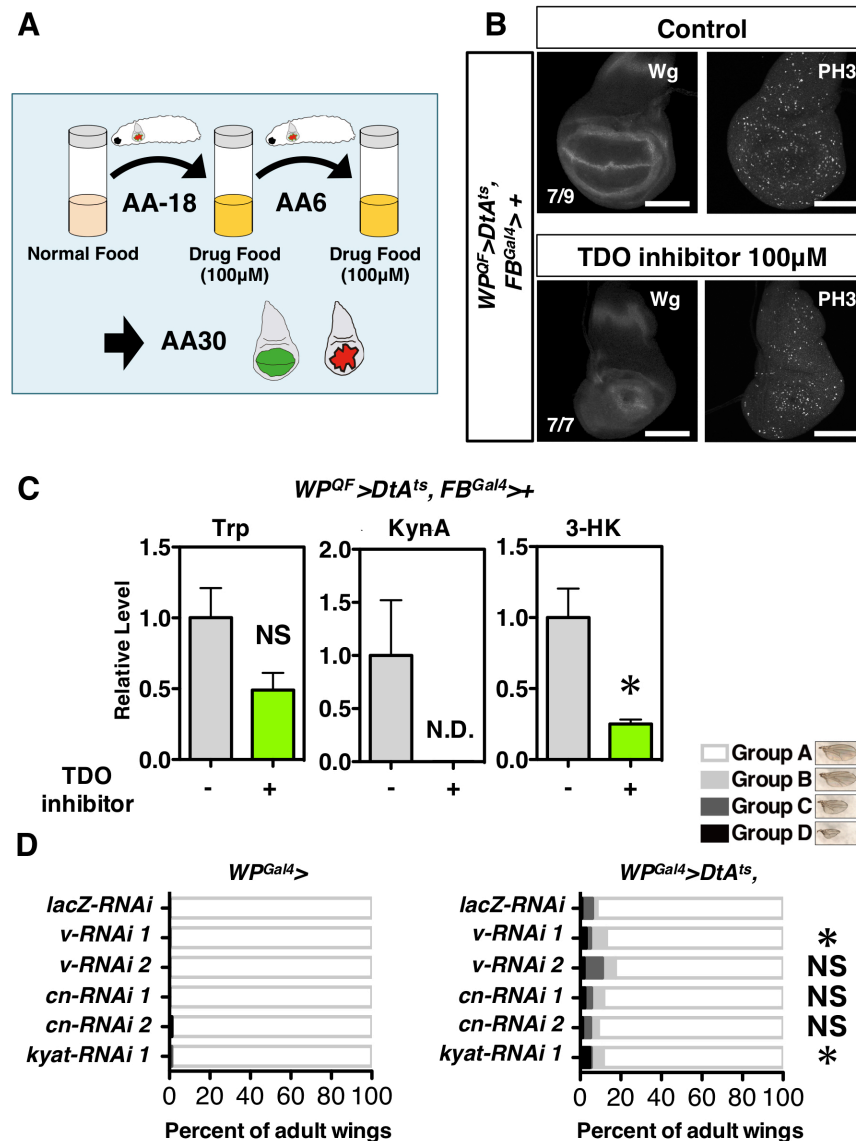 A
AA-18
AA6
Normal Food
Drug Food
(100µM)
Drug Food
(100µM)
AA30
B
Control
WP^QF>DtA^ts,
FB^Gal4> +
Wg
PH3
7/9
TDO inhibitor 100µM
Wg
PH3
7/7
C
WP^QF>DtA^ts, FB^Gal4>+
Trp
KynA
3-HK
Relative Level
1.5
1.0
0.5
0.0
NS
2.0
1.5
1.0
0.5
0.0
N.D.
1.5
1.0
0.5
0.0
*
TDO
inhibitor
- + - + - +
Group A
Group B
Group C
Group D
D
WP^Gal4>
lacZ-RNAi
v-RNAi 1
v-RNAi 2
cn-RNAi 1
cn-RNAi 2
kyat-RNAi 1
0 20 40 60 80 100
Percent of adult wings
WP^Gal4>DtA^ts,
lacZ-RNAi
v-RNAi 1 *
v-RNAi 2 NS
cn-RNAi 1 NS
cn-RNAi 2 NS
kyat-RNAi 1 *
0 20 40 60 80 100
Percent of adult wings